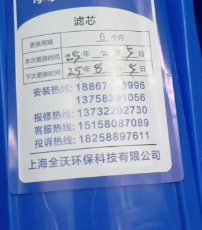 滤芯
更换周期 6个月
本次更换时间 25年2月5日
下次更换时间 25年8月5日
安装热线: 18867 3996
13758291056
报修热线: 13732292730
客服热线: 15158087089
投诉热线: 18258897611
上海全沃环保科技有限公司